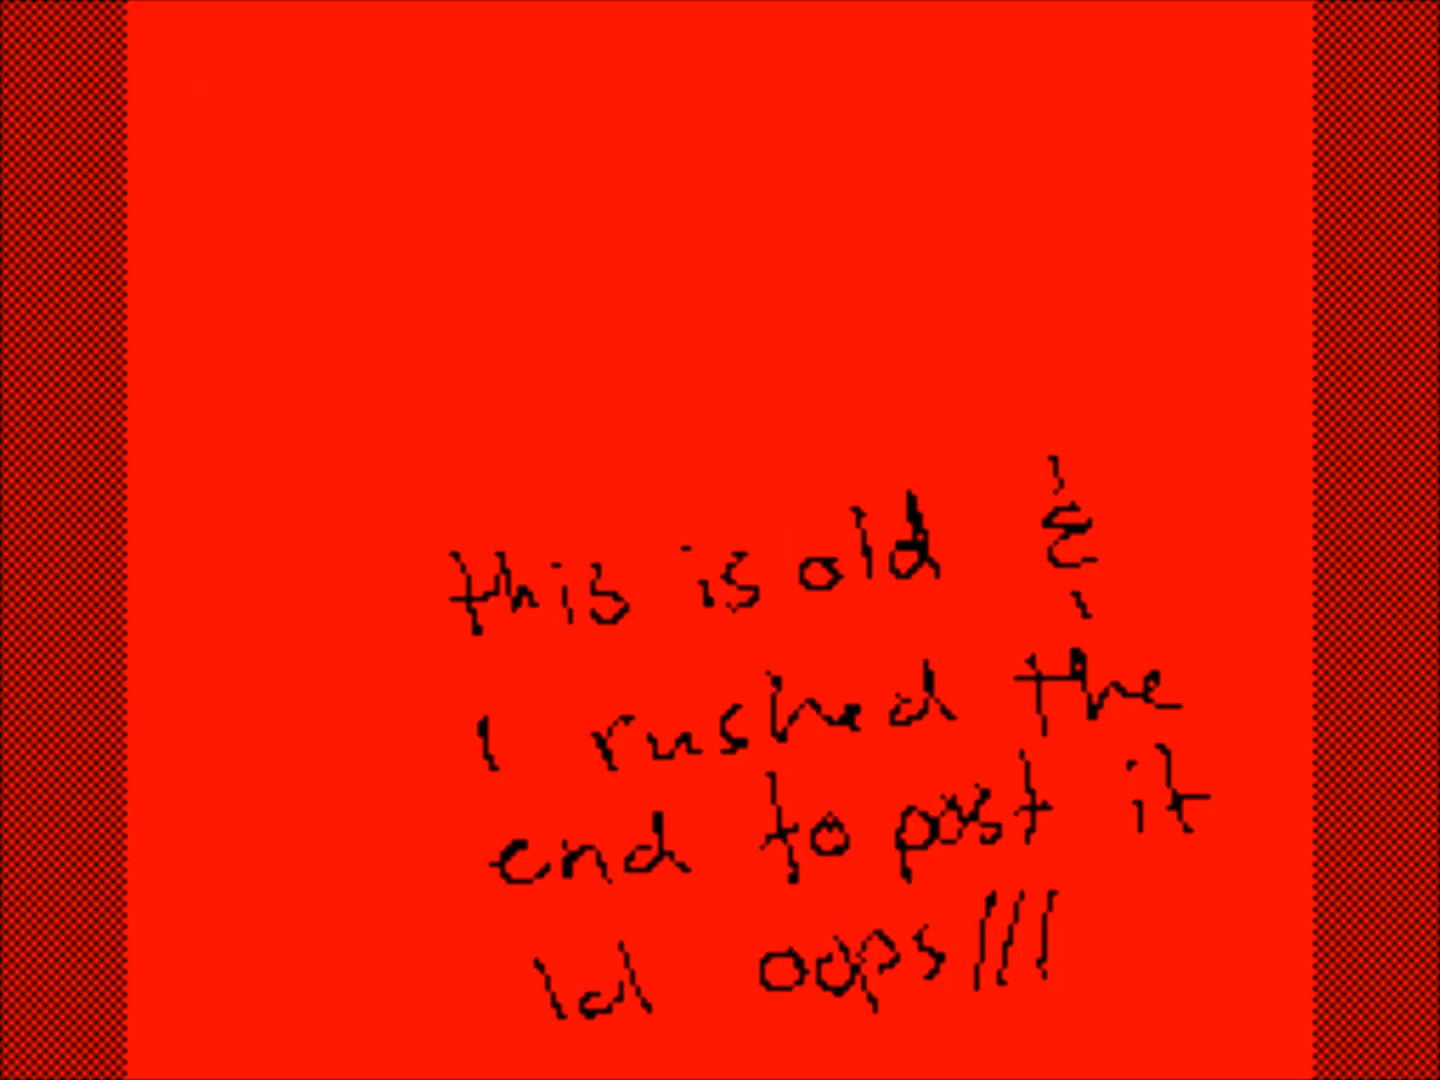 this is old &
I rushed the
end to post it
lol oops!!!